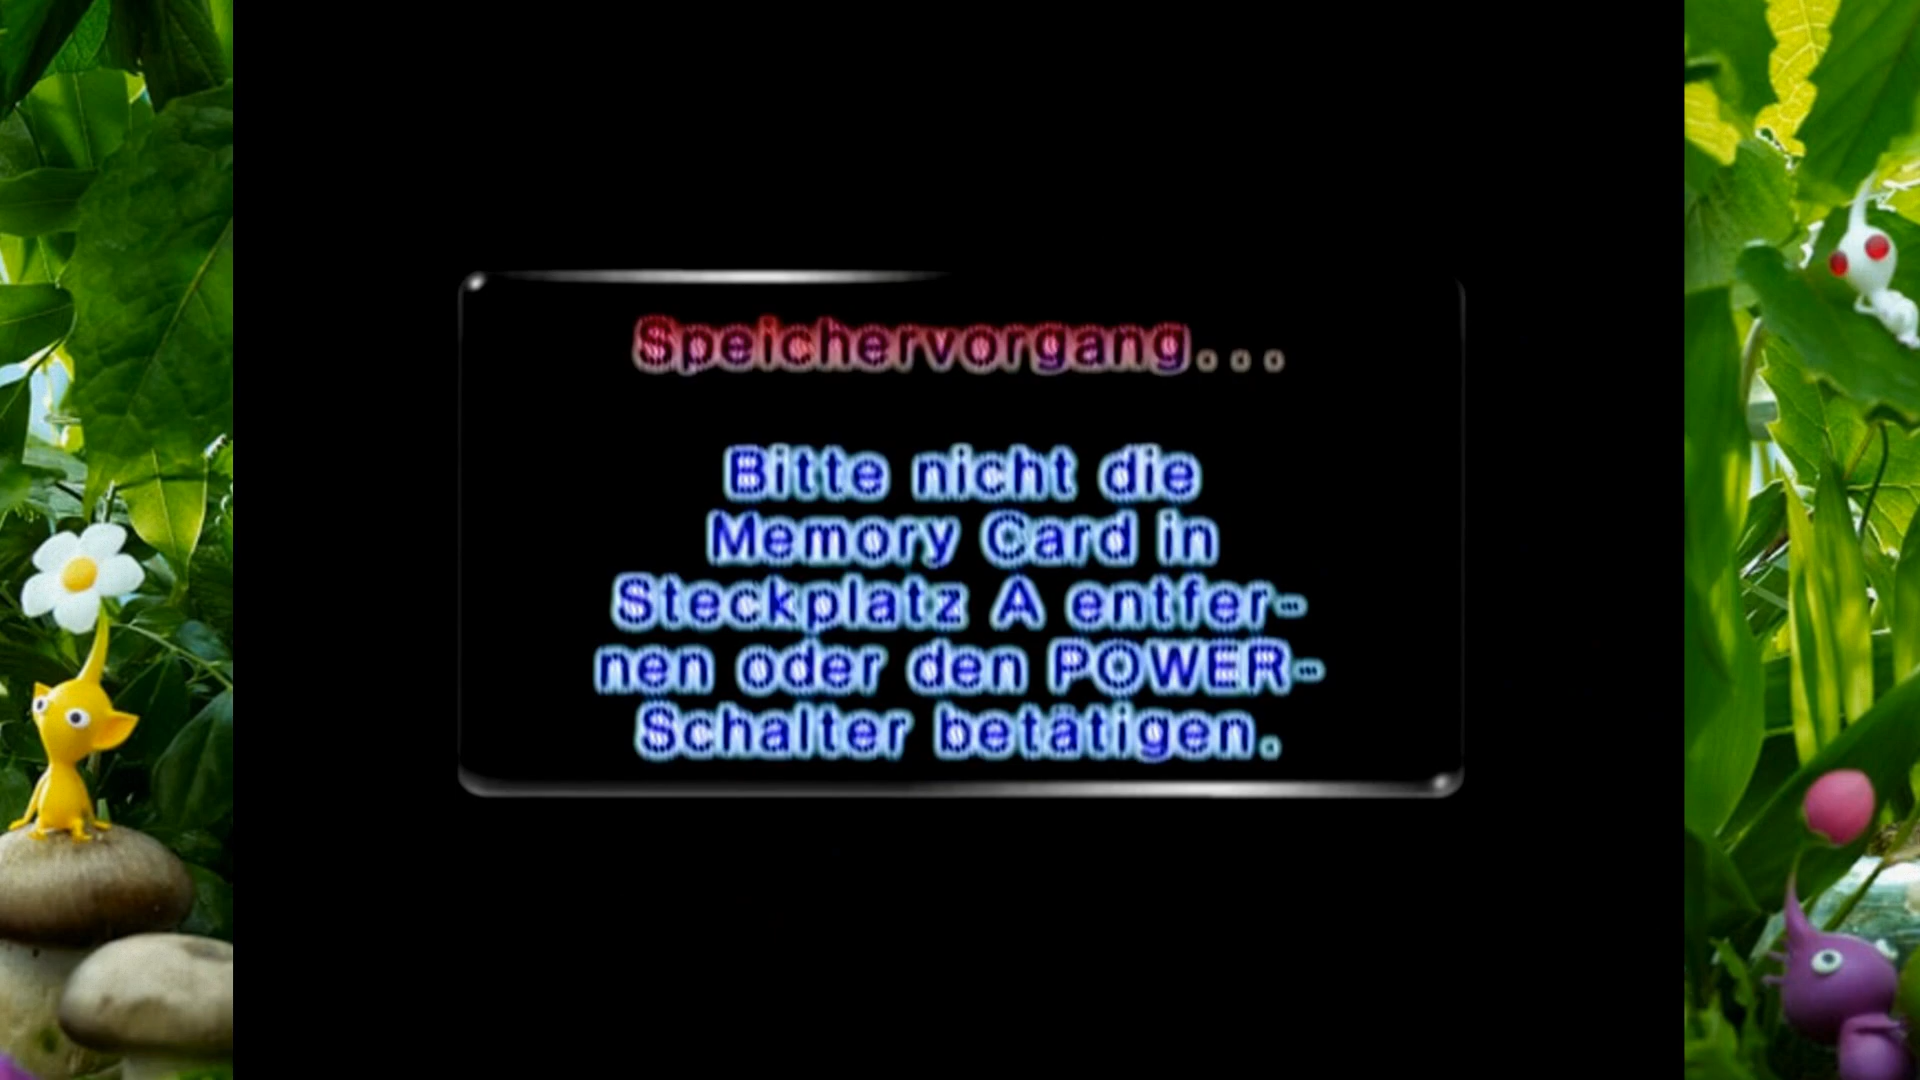 Speichervorgang...
Bitte nicht die
Memory Card in
Steckplatz A entfer-
nen oder den POWER-
Schalter betätigen.